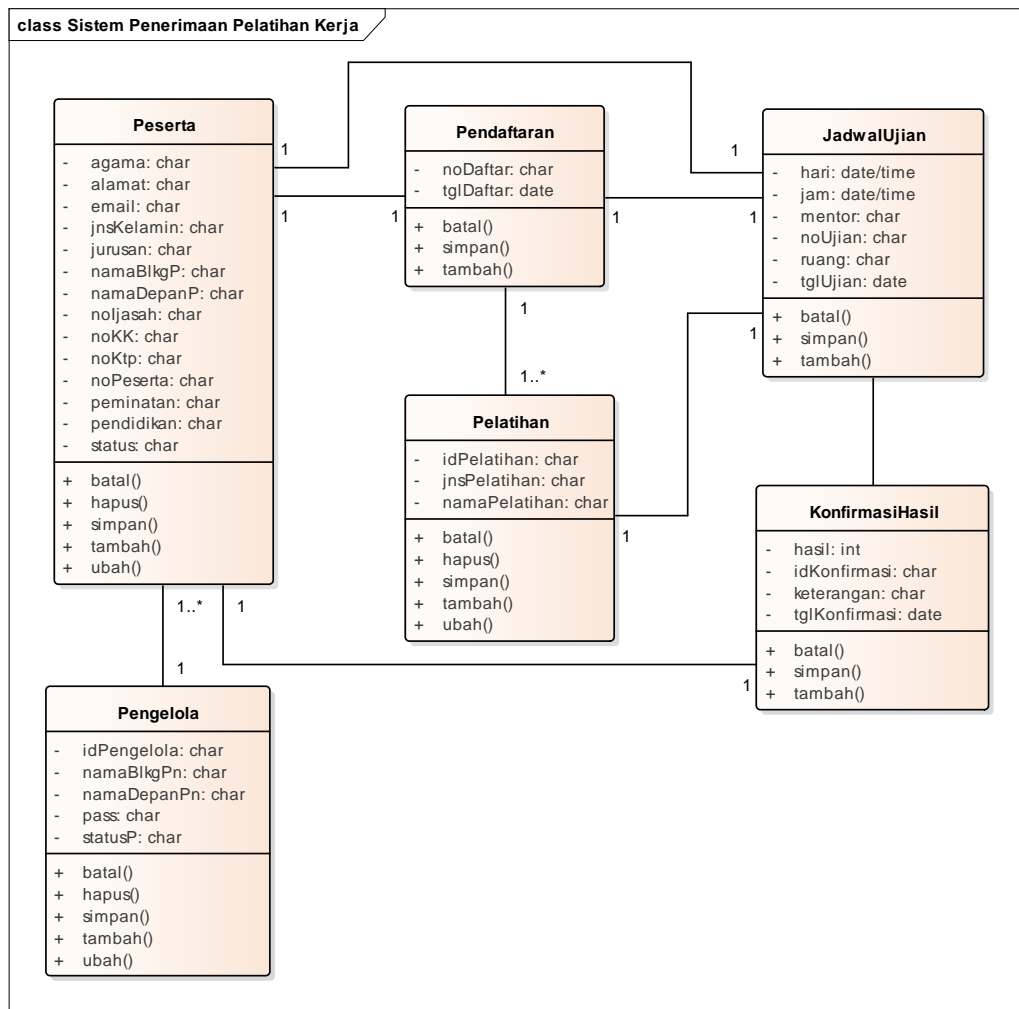 class Sistem Penerimaan Pelatihan Kerja
Peserta
- agama: char
- alamat: char
- email: char
- jnsKelamin: char
- jurusan: char
- namaBlkgP: char
- namaDepanP: char
- noIjasah: char
- noKK: char
- noKtp: char
- noPeserta: char
- peminatan: char
- pendidikan: char
- status: char
+ batal()
+ hapus()
+ simpan()
+ tambah()
+ ubah()
1
1
1..*
1
Pendaftaran
- noDaftar: char
- tglDaftar: date
+ batal()
+ simpan()
+ tambah()
1
1
1
1..*
JadwalUjian
- hari: date/time
- jam: date/time
- mentor: char
- noUjian: char
- ruang: char
- tglUjian: date
+ batal()
+ simpan()
+ tambah()
1
1
1
Pelatihan
- idPelatihan: char
- jnsPelatihan: char
- namaPelatihan: char
+ batal()
+ hapus()
+ simpan()
+ tambah()
+ ubah()
1
KonfirmasiHasil
- hasil: int
- idKonfirmasi: char
- keterangan: char
- tglKonfirmasi: date
+ batal()
+ simpan()
+ tambah()
1
1
Pengelola
- idPengelola: char
- namaBlkgPn: char
- namaDepanPn: char
- pass: char
- statusP: char
+ batal()
+ hapus()
+ simpan()
+ tambah()
+ ubah()